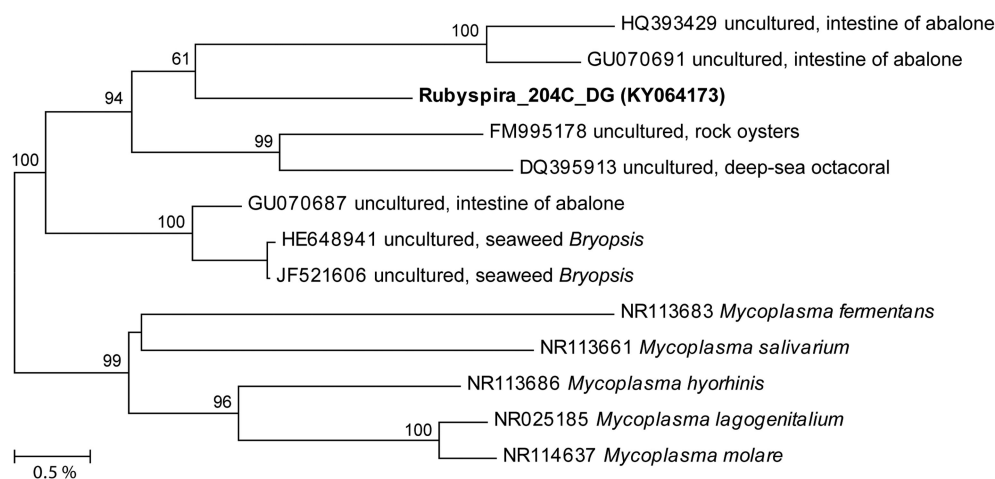 HQ393429 uncultured, intestine of abalone
100
GU070691 uncultured, intestine of abalone
61
Rubyspira_204C_DG (KY064173)
94
FM995178 uncultured, rock oysters
99
DQ395913 uncultured, deep-sea octacoral
100
GU070687 uncultured, intestine of abalone
100
HE648941 uncultured, seaweed Bryopsis
JF521606 uncultured, seaweed Bryopsis
NR113683 Mycoplasma fermentans
NR113661 Mycoplasma salivarium
99
NR113686 Mycoplasma hyorhinis
96
NR025185 Mycoplasma lagogenitalium
100
NR114637 Mycoplasma molare
0.5 %